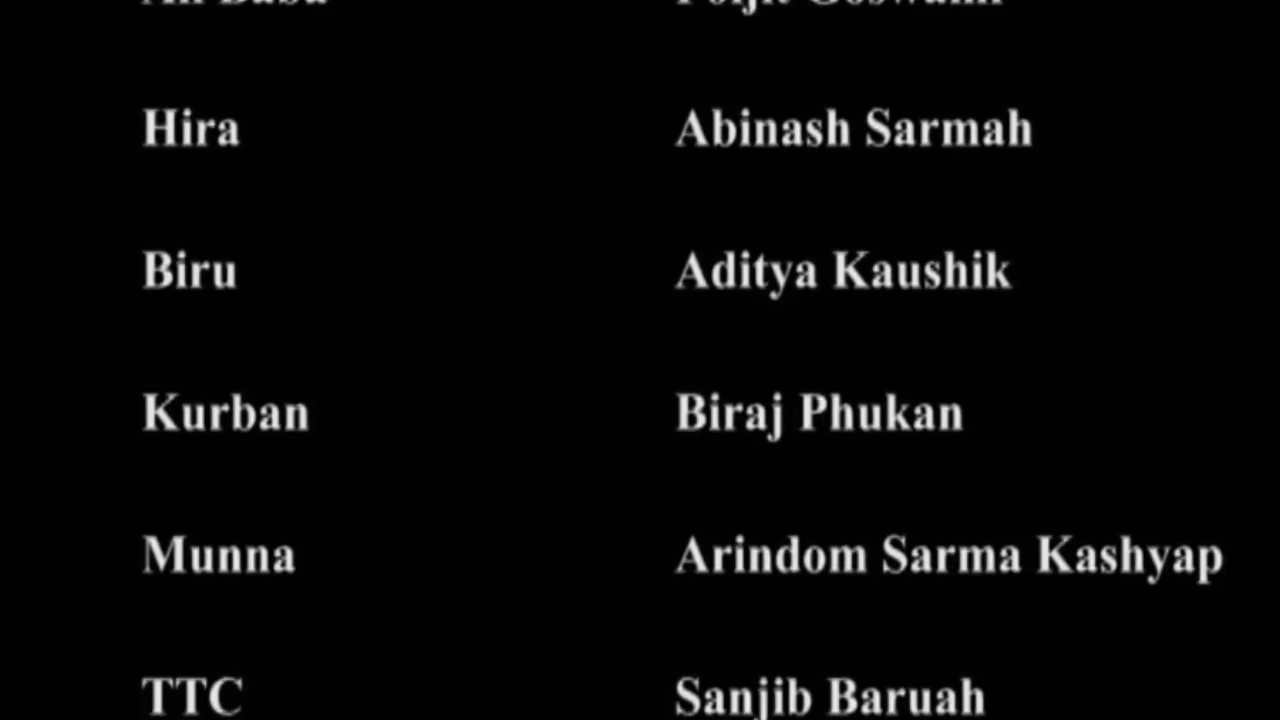 Hira Abinash Sarmah
Biru Aditya Kaushik
Kurban Biraj Phukan
Munna Arindom Sarma Kashyap
TTC Sanjib Baruah